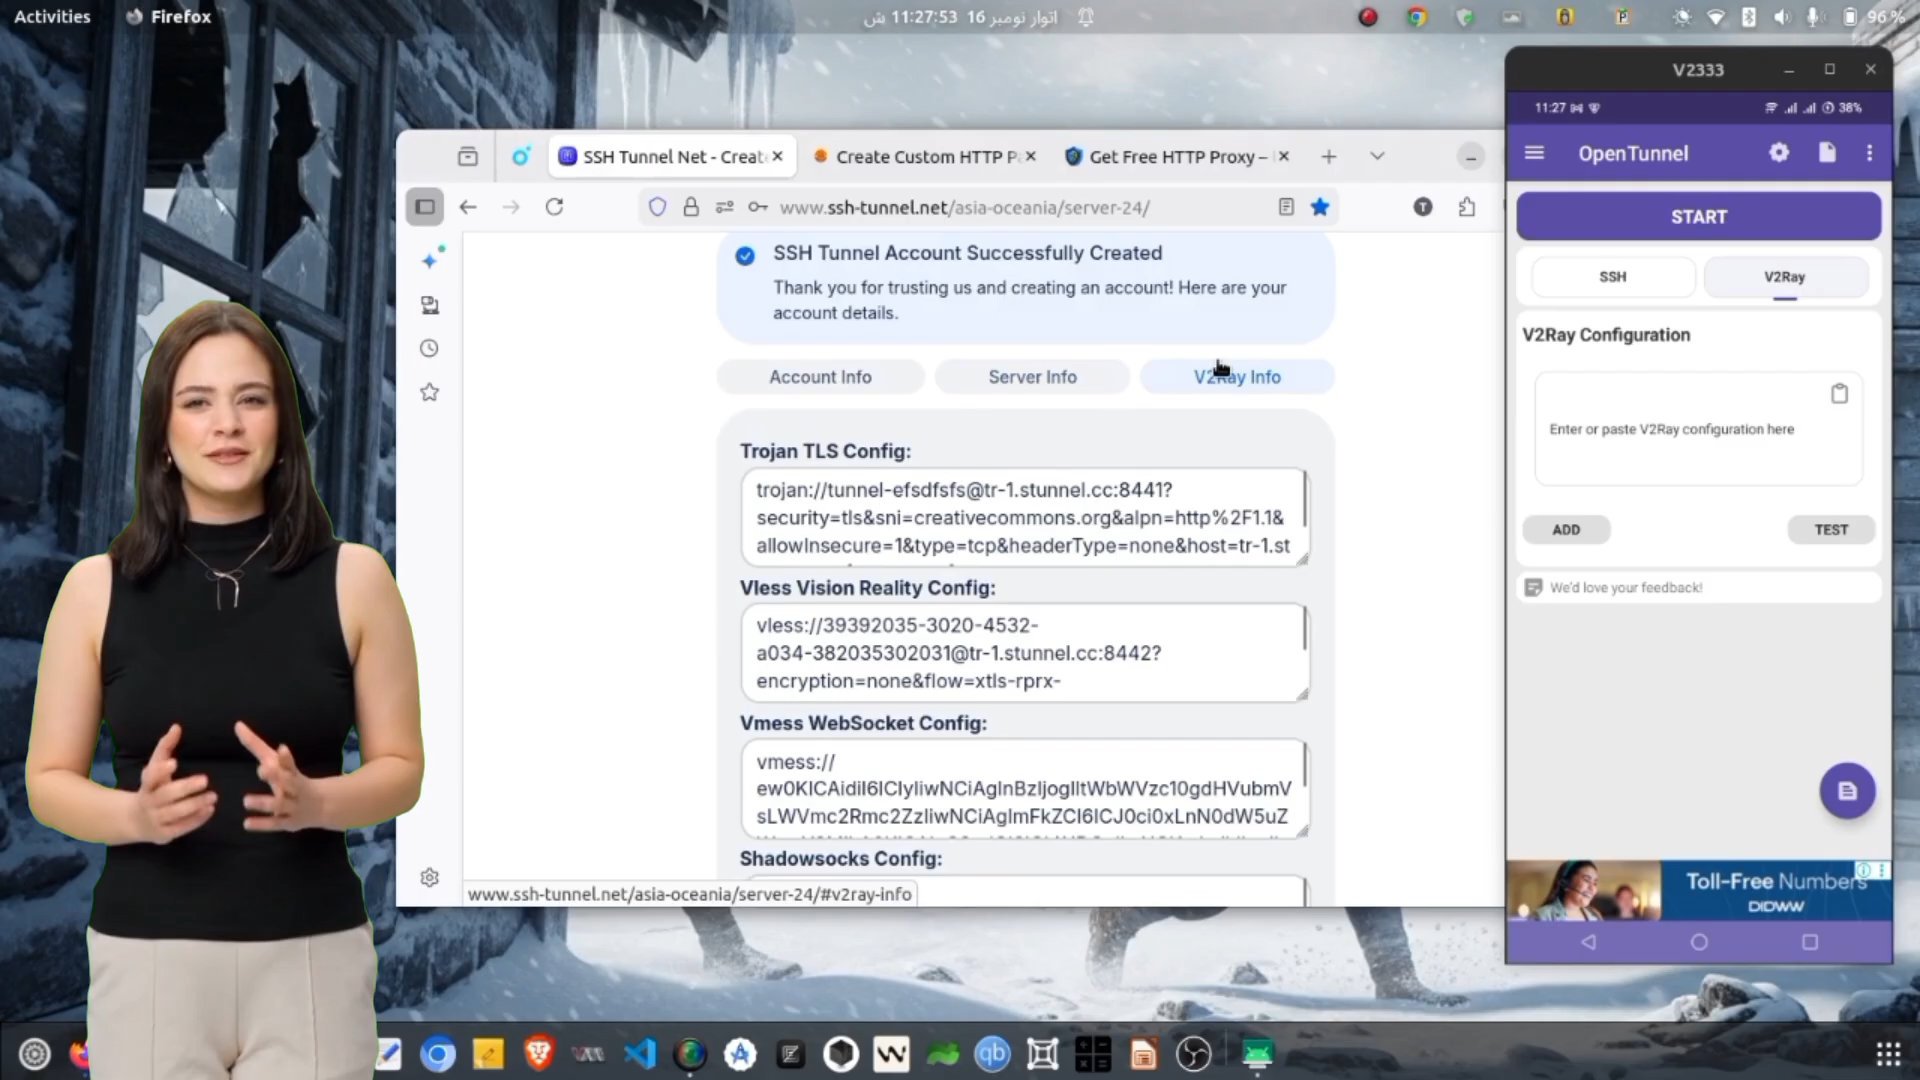 Activities
Firefox
اتوار نومبر 16  11:27:53 ش
96 %
SSH Tunnel Net - Creat
Create Custom HTTP P
Get Free HTTP Proxy –
www.ssh-tunnel.net/asia-oceania/server-24/
SSH Tunnel Account Successfully Created
Thank you for trusting us and creating an account! Here are your
account details.
Account Info
Server Info
V2Ray Info
Trojan TLS Config:
trojan://tunnel-efsdfsfs@tr-1.stunnel.cc:8441?
security=tls&sni=creativecommons.org&alpn=http%2F1.1&
allowInsecure=1&type=tcp&headerType=none&host=tr-1.st
Vless Vision Reality Config:
vless://39392035-3020-4532-
a034-382035302031@tr-1.stunnel.cc:8442?
encryption=none&flow=xtls-rprx-
Vmess WebSocket Config:
vmess://
Shadowsocks Config:
www.ssh-tunnel.net/asia-oceania/server-24/#v2ray-info
V2333
11:27
38%
OpenTunnel
START
SSH
V2Ray
V2Ray Configuration
Enter or paste V2Ray configuration here
ADD
TEST
We'd love your feedback!
Toll-Free Numbers
DIDWW